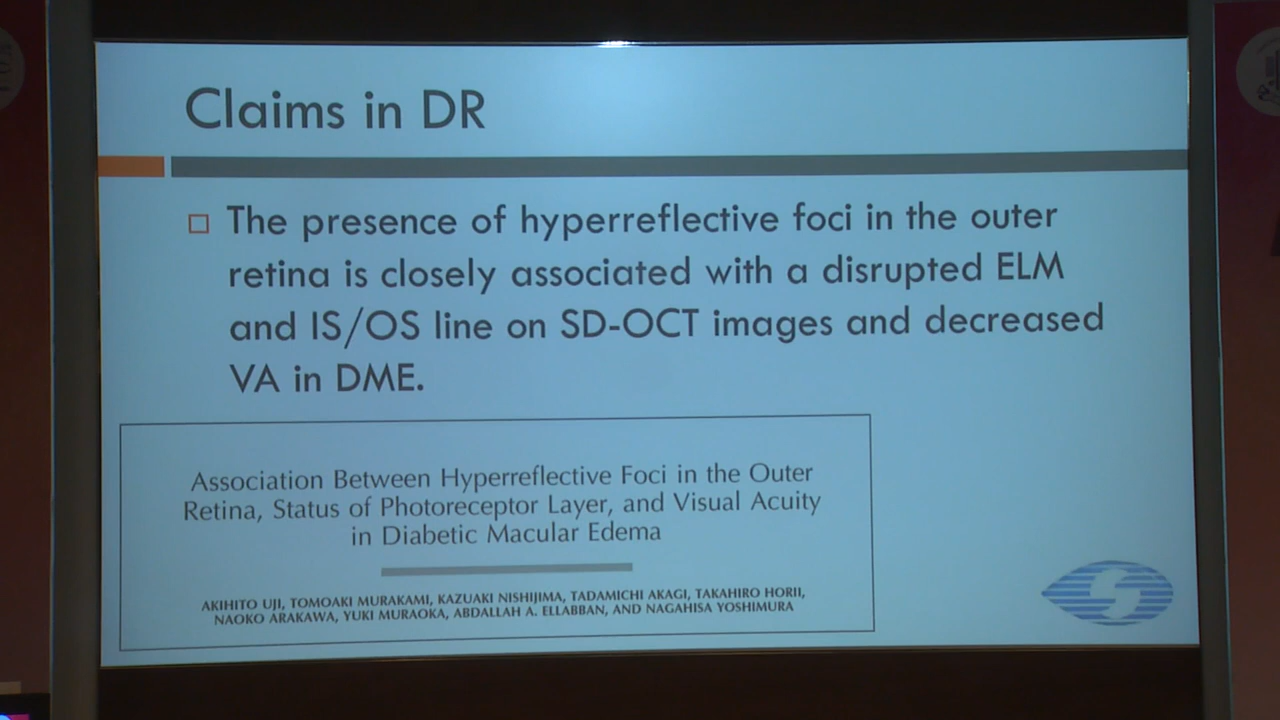 Claims in DR
The presence of hyperreflective foci in the outer
retina is closely associated with a disrupted ELM
and IS/OS line on SD-OCT images and decreased
VA in DME.
Association Between Hyperreflective Foci in the Outer
Retina, Status of Photoreceptor Layer, and Visual Acuity
in Diabetic Macular Edema
AKIHITO UJI, TOMOAKI MURAKAMI, KAZUAKI NISHIJIMA, TADAMICHI AKAGI, TAKAHIRO HORII,
NAOKO ARAKAWA, YUKI MURAOKA, ABDALLAH A. ELLABBAN, AND NAGAHISA YOSHIMURA